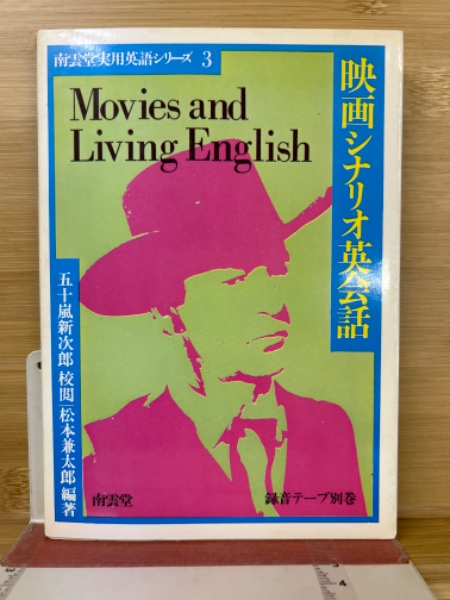 南雲堂実用英語シリーズ 3
Movies and
Living English
映画シナリオ英会話
五十嵐新次郎 校閲 松本兼太郎 編著
南雲堂
録音テープ別巻